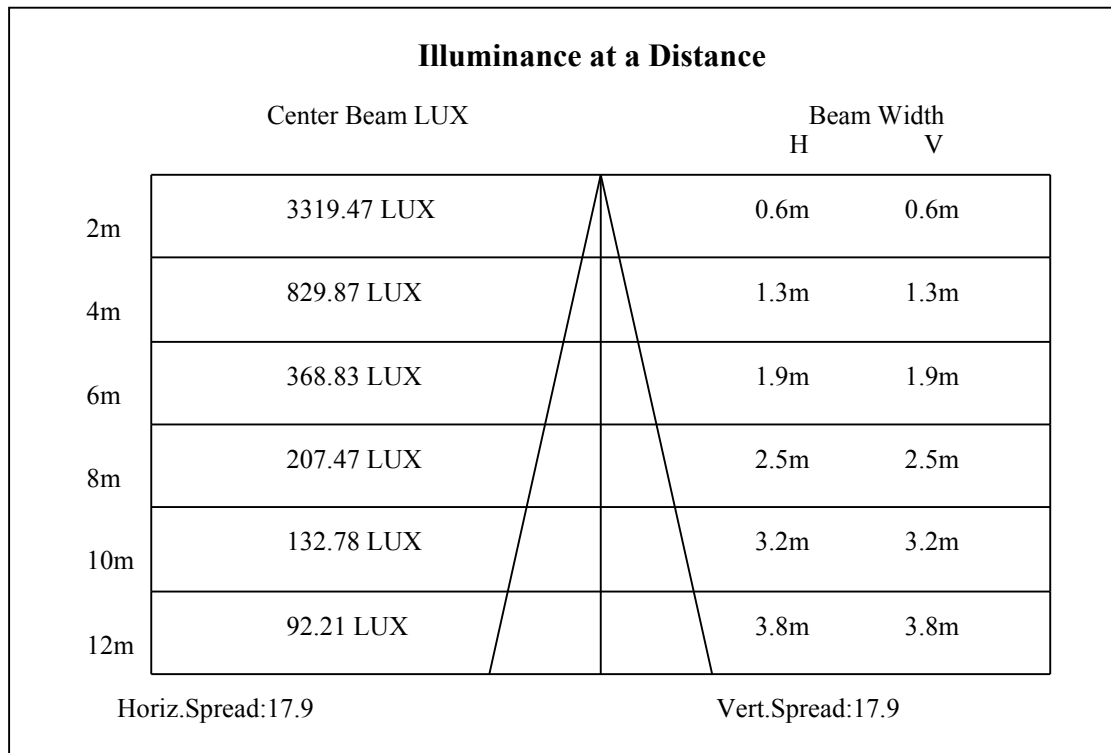 Illuminance at a Distance
Center Beam LUX Beam Width
H V
2m 3319.47 LUX 0.6m 0.6m
4m 829.87 LUX 1.3m 1.3m
6m 368.83 LUX 1.9m 1.9m
8m 207.47 LUX 2.5m 2.5m
10m 132.78 LUX 3.2m 3.2m
12m 92.21 LUX 3.8m 3.8m
Horiz.Spread:17.9 Vert.Spread:17.9